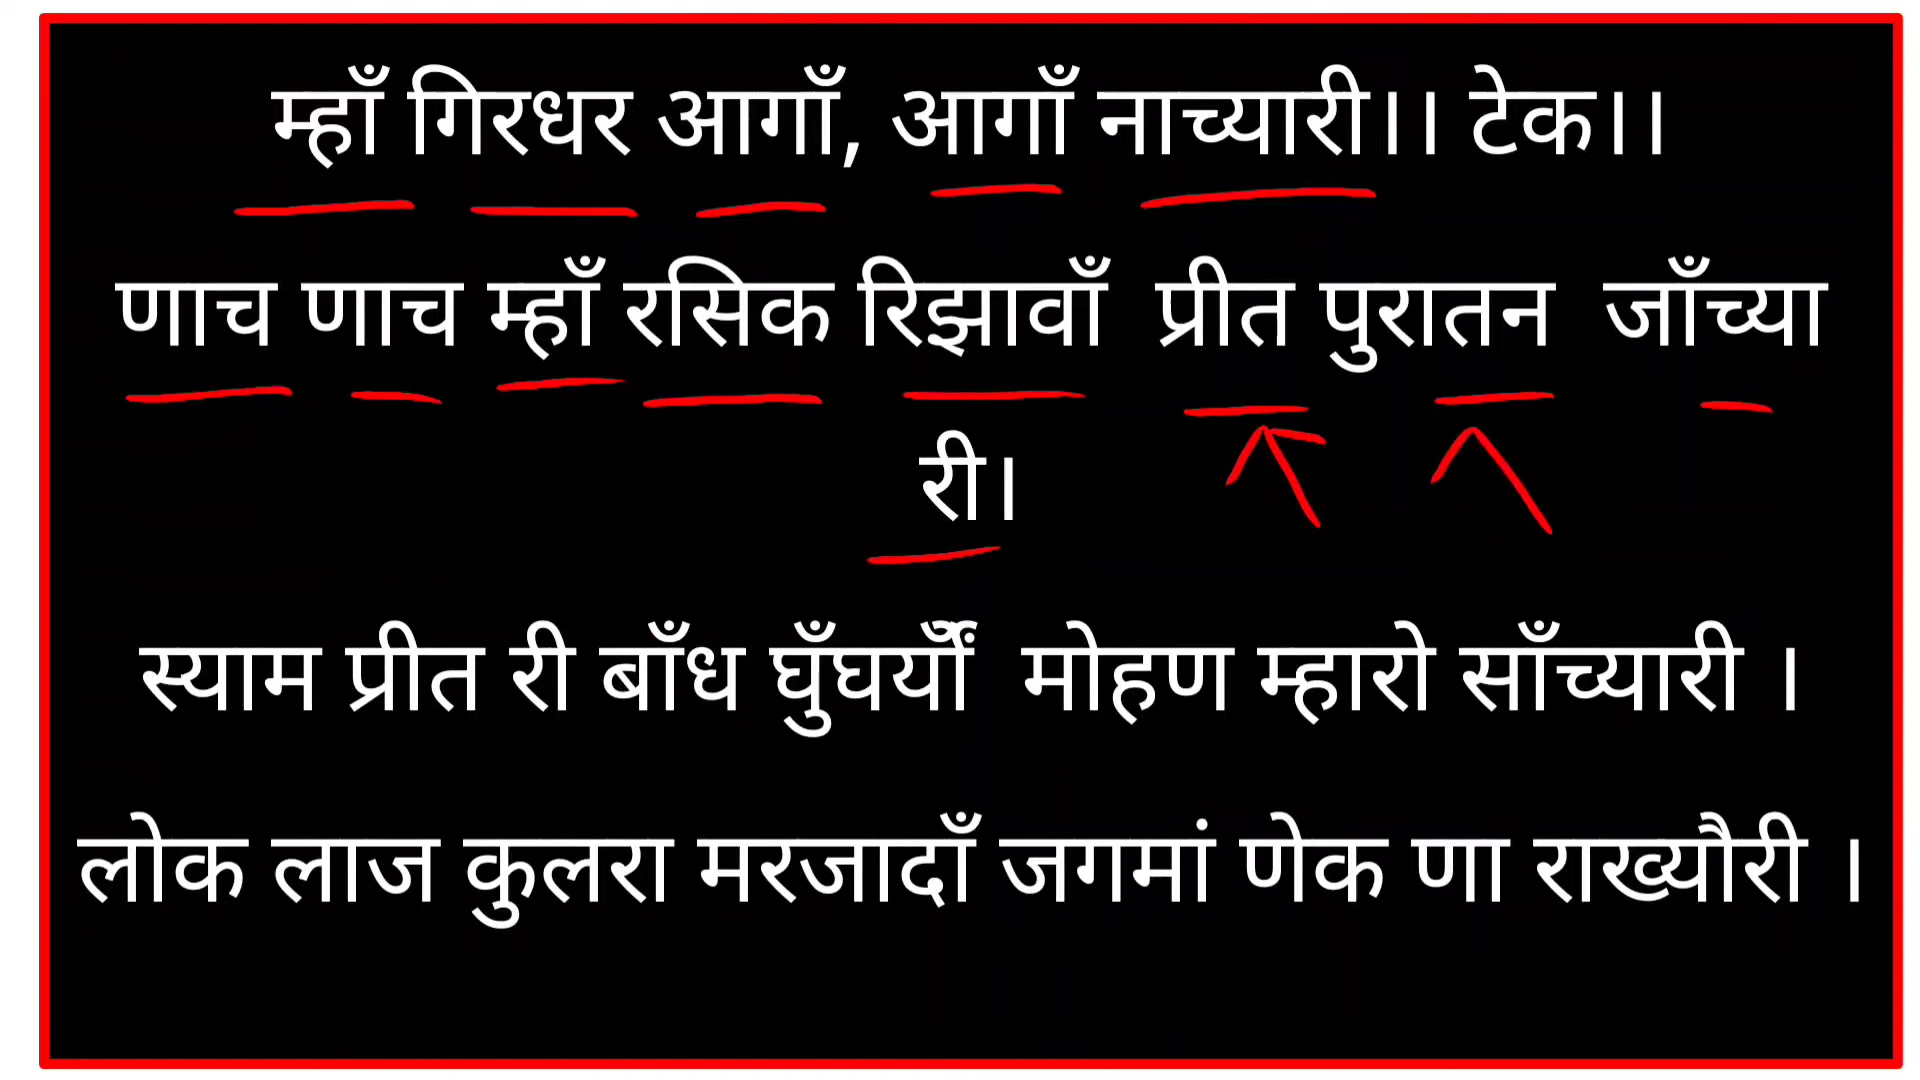 म्हाँ गिरधर आगाँ, आगाँ नाच्यारी।। टेक।।
णाच णाच म्हाँ रसिक रिझावाँ प्रीत पुरातन जाँच्या
री।
स्याम प्रीत री बाँध घुँघर्यौं मोहण म्हारो साँच्यारी ।
लोक लाज कुलरा मरजादाँ जगमां णेक णा राख्यौरी ।